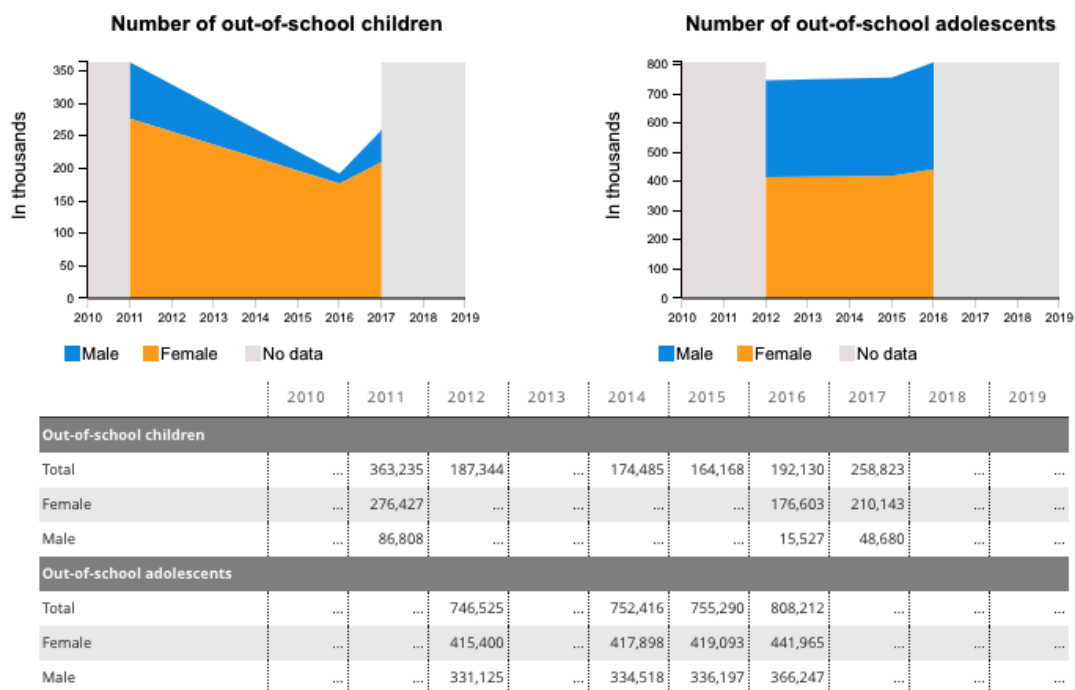 Number of out-of-school children
Number of out-of-school adolescents
In thousands
350
300
250
200
150
100
50
0
2010 2011 2012 2013 2014 2015 2016 2017 2018 2019
Male Female No data
In thousands
800
700
600
500
400
300
200
100
0
2010 2011 2012 2013 2014 2015 2016 2017 2018 2019
Male Female No data
2010 2011 2012 2013 2014 2015 2016 2017 2018 2019
Out-of-school children
Total ... 363,235 187,344 ... 174,485 164,168 192,130 258,823 ... ...
Female ... 276,427 ... ... ... ... 176,603 210,143 ... ...
Male ... 86,808 ... ... ... ... 15,527 48,680 ... ...
Out-of-school adolescents
Total ... ... 746,525 ... 752,416 755,290 808,212 ... ... ...
Female ... ... 415,400 ... 417,898 419,093 441,965 ... ... ...
Male ... ... 331,125 ... 334,518 336,197 366,247 ... ... ...